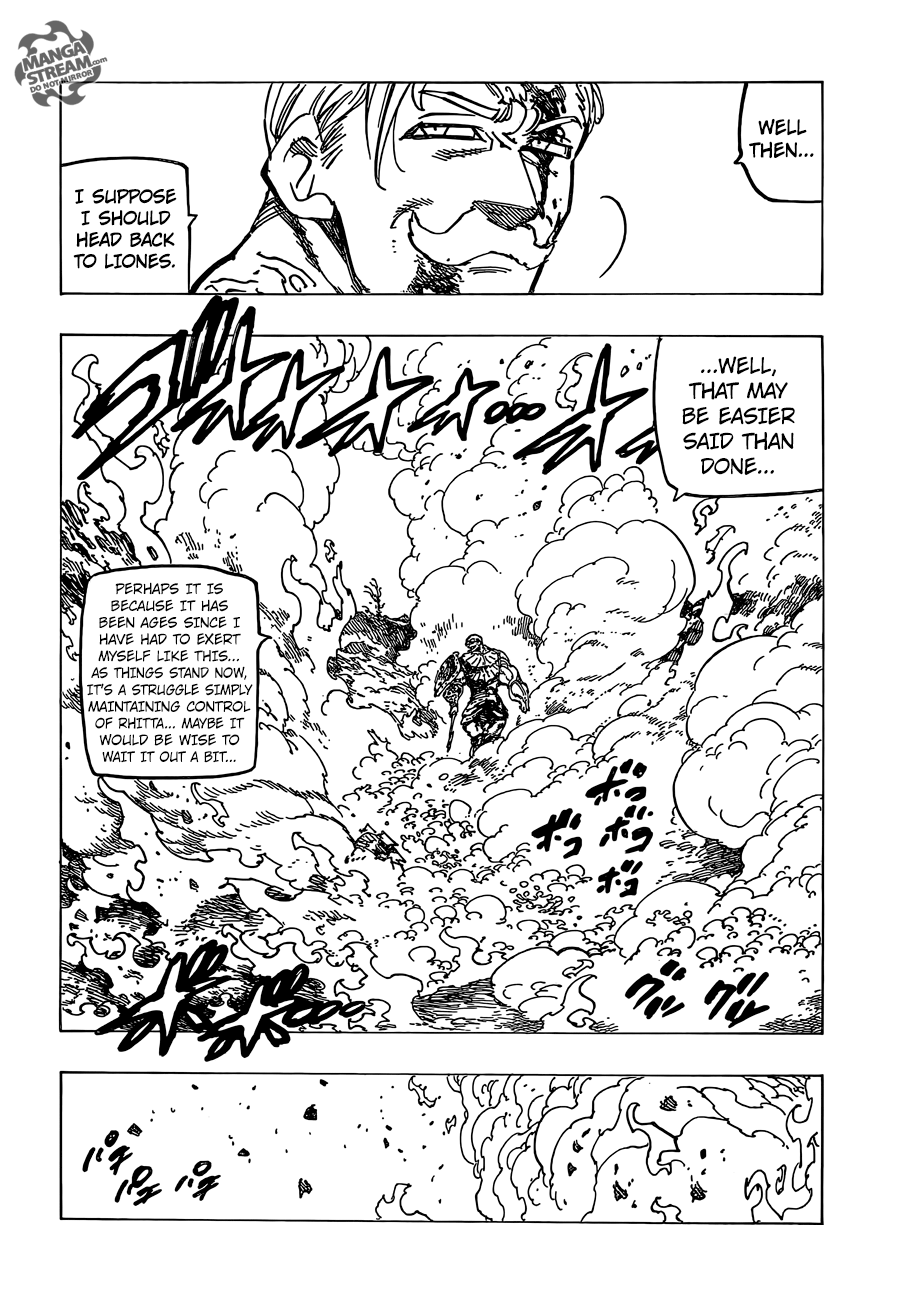 MANGA
STREAM.com
DO NOT MIRROR
WELL
THEN...
I SUPPOSE
I SHOULD
HEAD BACK
TO LIONES.
...WELL,
THAT MAY
BE EASIER
SAID THAN
DONE...
PERHAPS IT IS
BECAUSE IT HAS
BEEN AGES SINCE I
HAVE HAD TO EXERT
MYSELF LIKE THIS...
AS THINGS STAND NOW,
IT'S A STRUGGLE SIMPLY
MAINTAINING CONTROL
OF RHITTA... MAYBE IT
WOULD BE WISE TO
WAIT IT OUT A BIT...
ボコ
ボコ
ボコ
ボコ
グツ
グツ
パチ
パチ
パチ